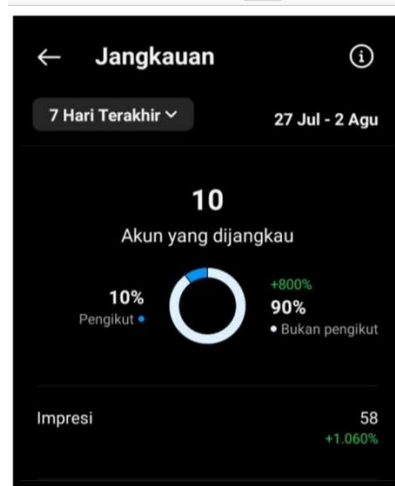 Jangkauan
7 Hari Terakhir
27 Jul - 2 Agu
10
Akun yang dijangkau
10%
Pengikut
+800%
90%
Bukan pengikut
Impresi
58
+1.060%